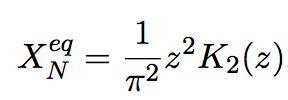 $X_N^{eq} = \frac{1}{\pi^2} z^2 K_2(z)$